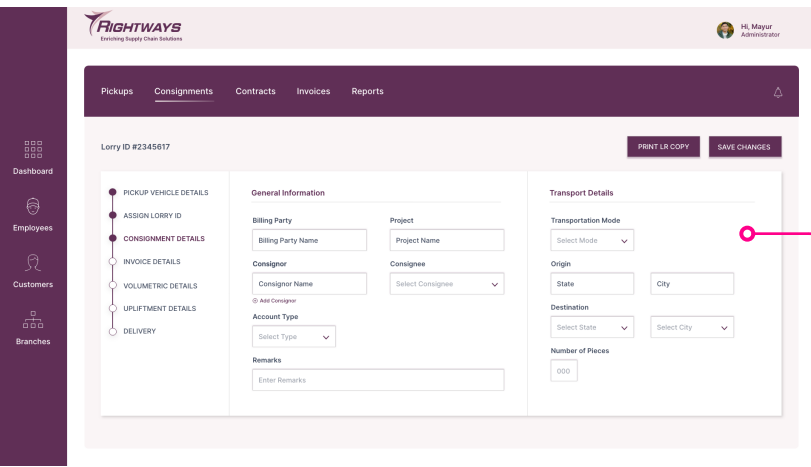 RIGHTWAYS
Enriching Supply Chain Solutions
Hi, Mayur
Administrator
Pickups Consignments Contracts Invoices Reports
Dashboard
Employees
Customers
Branches
Lorry ID #2345617
PRINT LR COPY SAVE CHANGES
PICKUP VEHICLE DETAILS
ASSIGN LORRY ID
CONSIGNMENT DETAILS
INVOICE DETAILS
VOLUMETRIC DETAILS
UPLIFTMENT DETAILS
DELIVERY
General Information
Billing Party Project
Billing Party Name Project Name
Consignor Consignee
Consignor Name Select Consignee
Add Consignor
Account Type
Select Type
Remarks
Enter Remarks
Transport Details
Transportation Mode
Select Mode
Origin
State City
Destination
Select State Select City
Number of Pieces
000